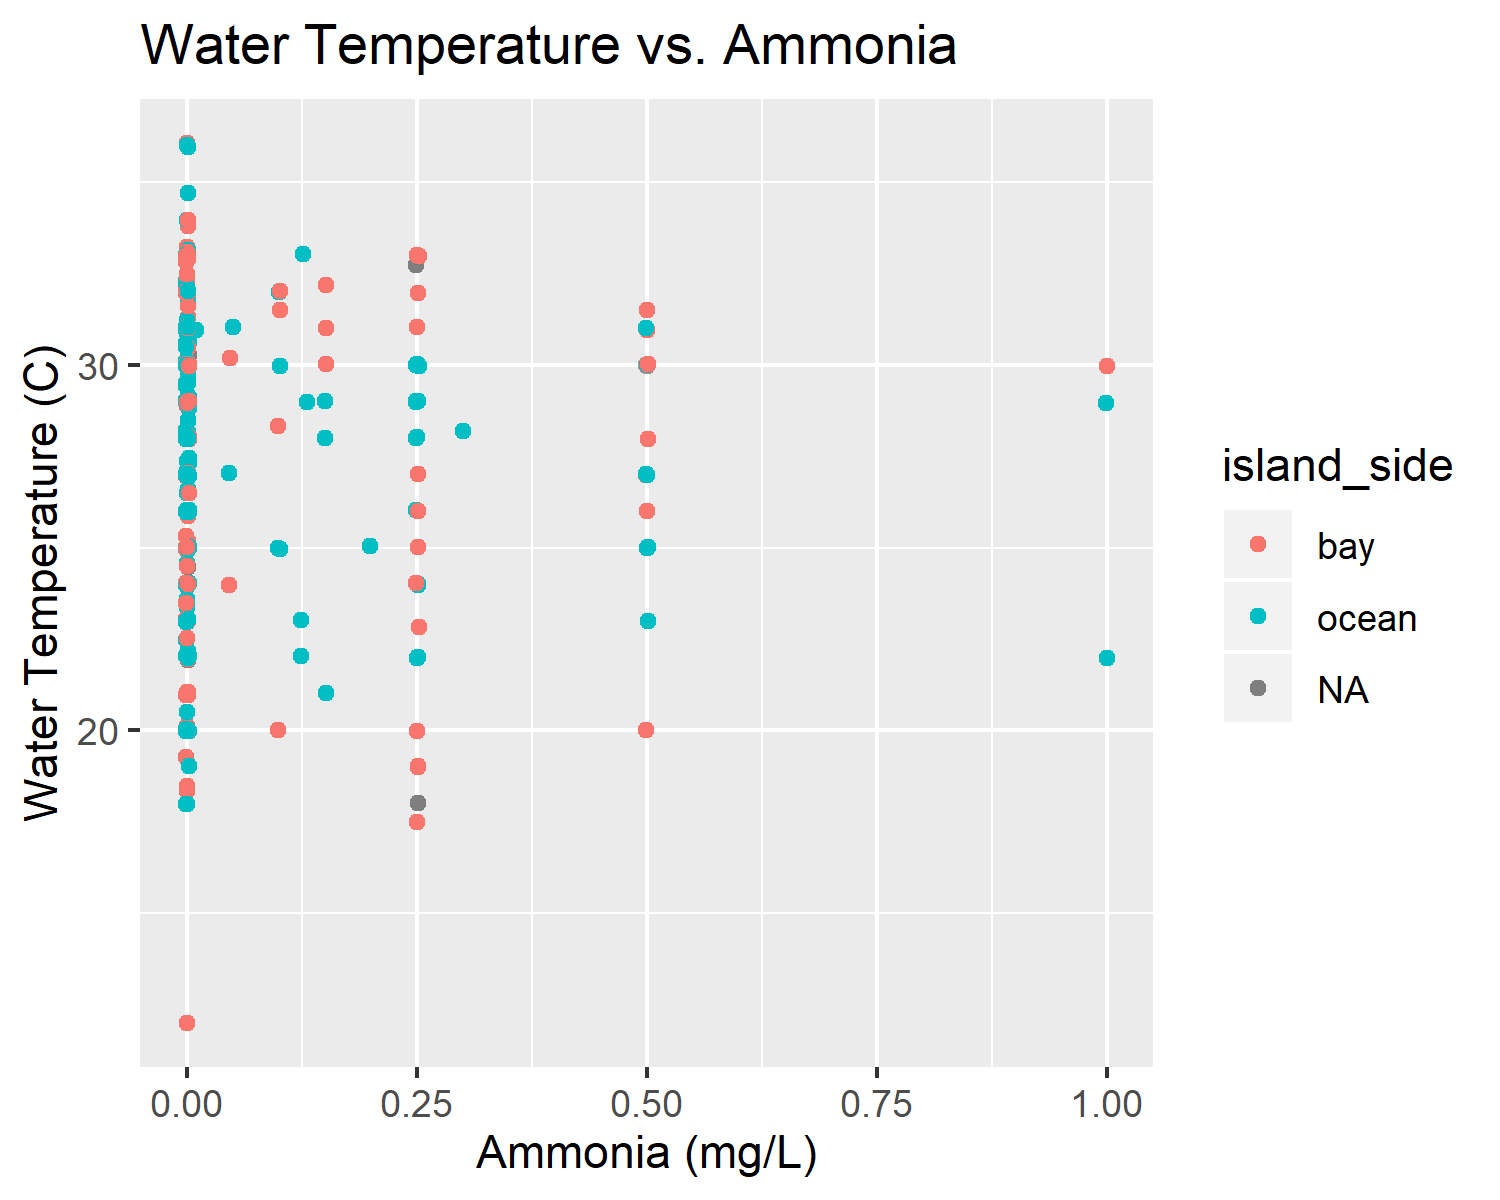 Water Temperature vs. Ammonia
Water Temperature (C)
30
20
0.00 0.25 0.50 0.75 1.00
Ammonia (mg/L)
island_side
bay
ocean
NA